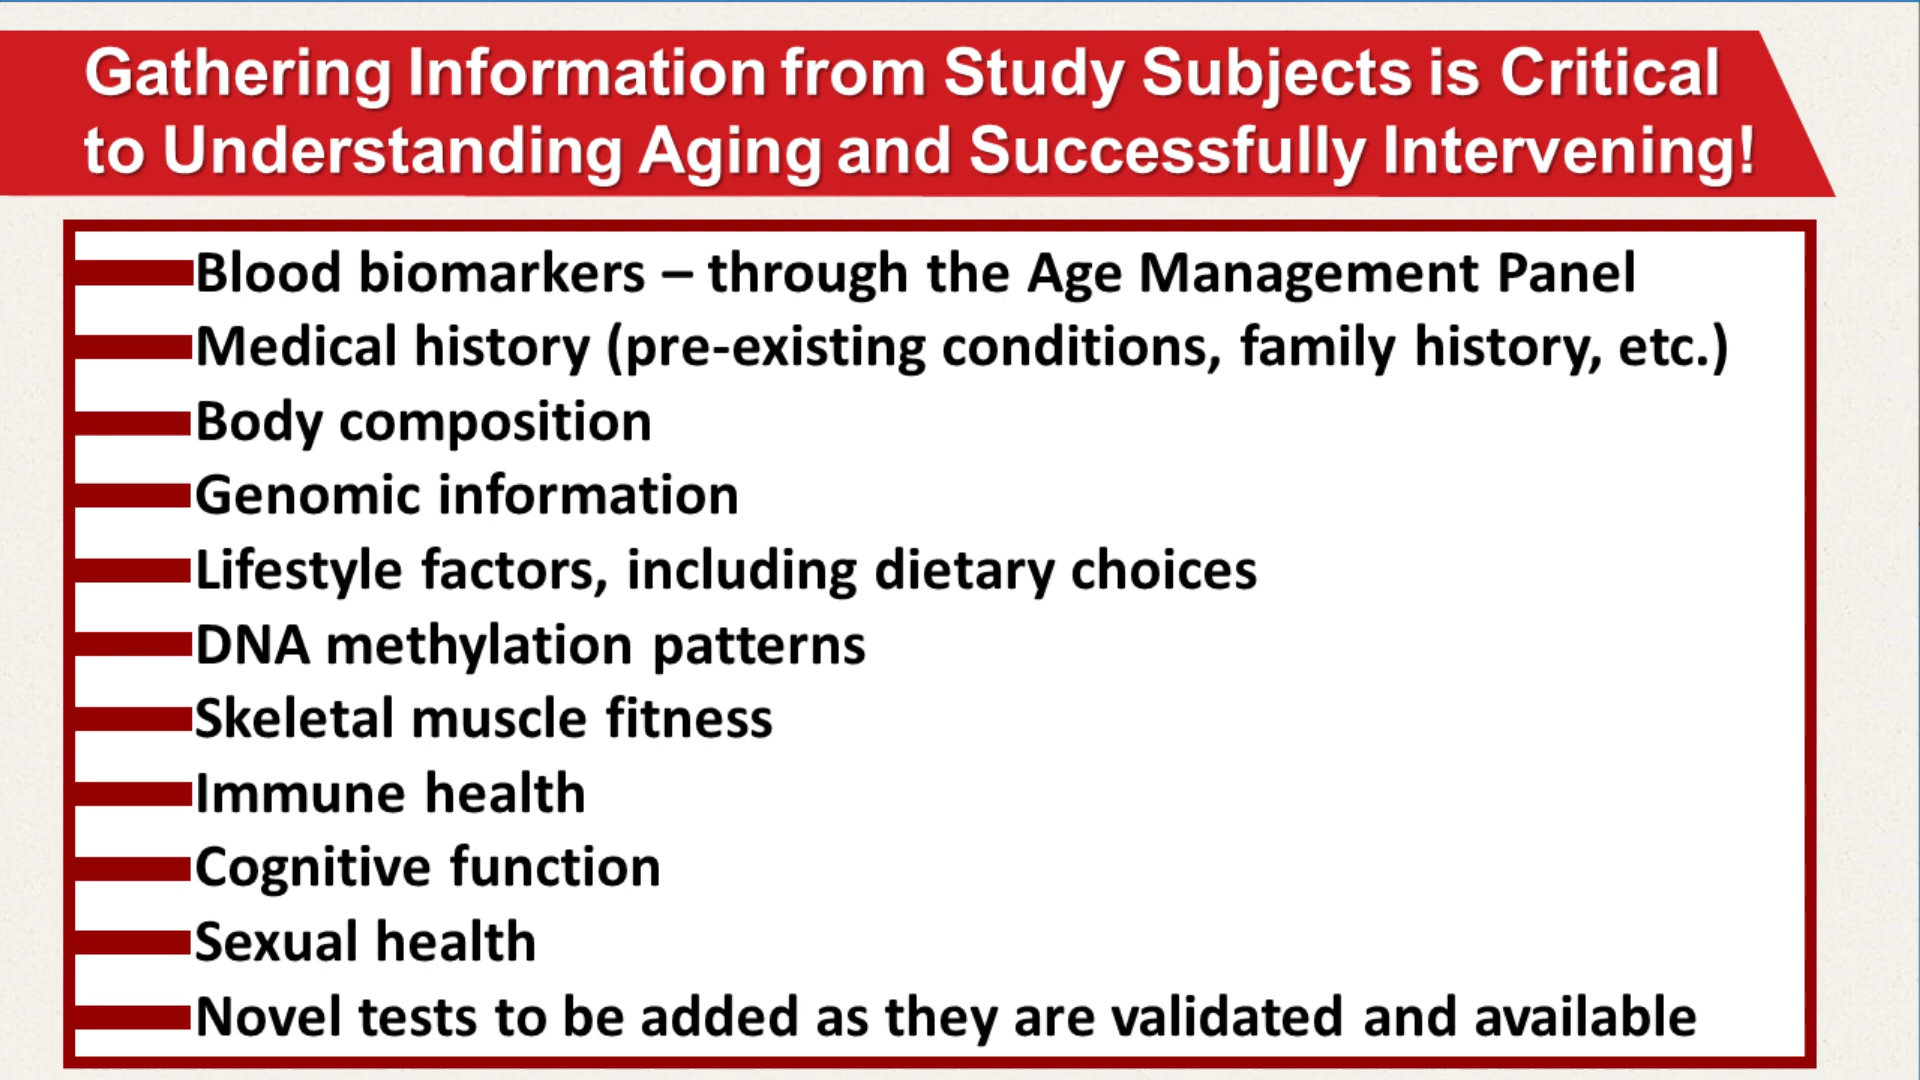 Gathering Information from Study Subjects is Critical
to Understanding Aging and Successfully Intervening!
Blood biomarkers – through the Age Management Panel
Medical history (pre-existing conditions, family history, etc.)
Body composition
Genomic information
Lifestyle factors, including dietary choices
DNA methylation patterns
Skeletal muscle fitness
Immune health
Cognitive function
Sexual health
Novel tests to be added as they are validated and available